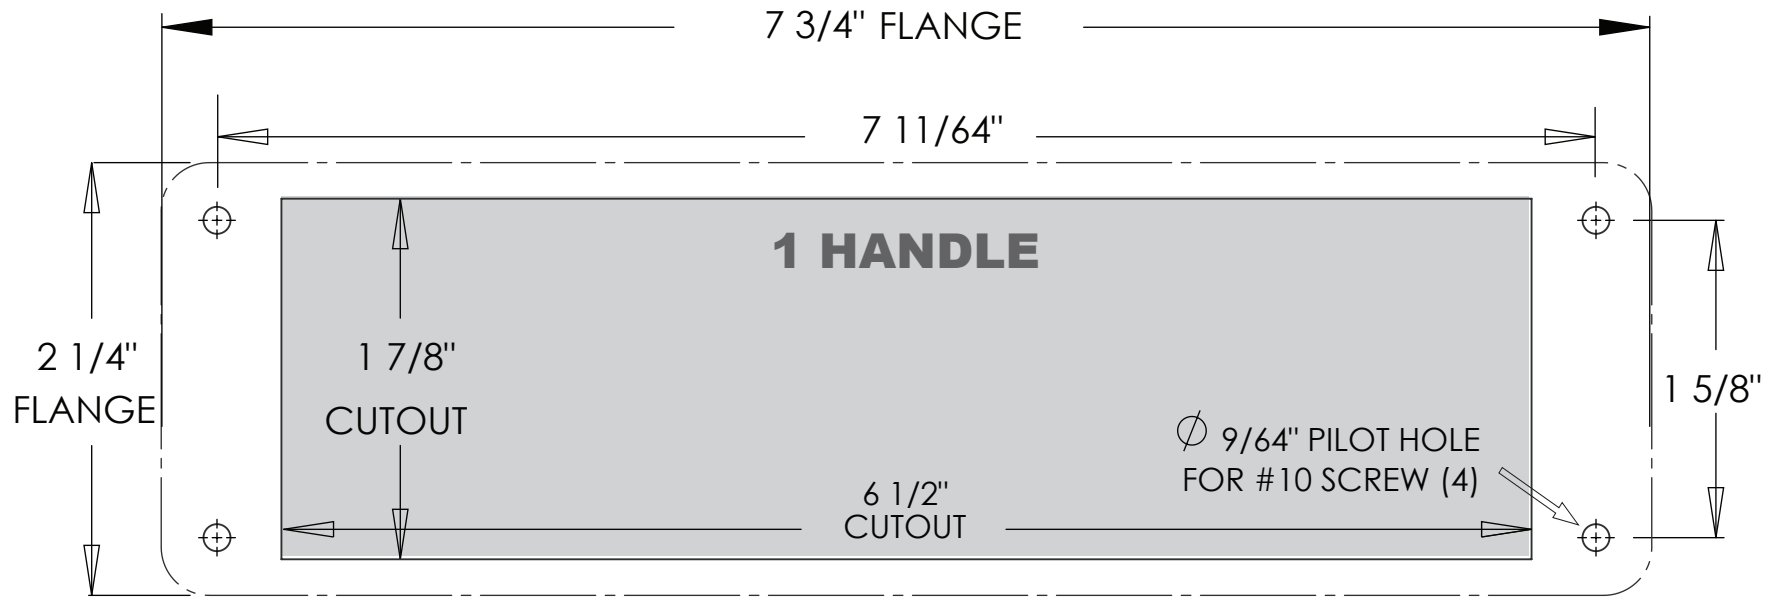 7 3/4" FLANGE
7 11/64"
1 HANDLE
2 1/4"
FLANGE
1 7/8"
CUTOUT
1 5/8"
Ø 9/64" PILOT HOLE
FOR #10 SCREW (4)
6 1/2"
CUTOUT